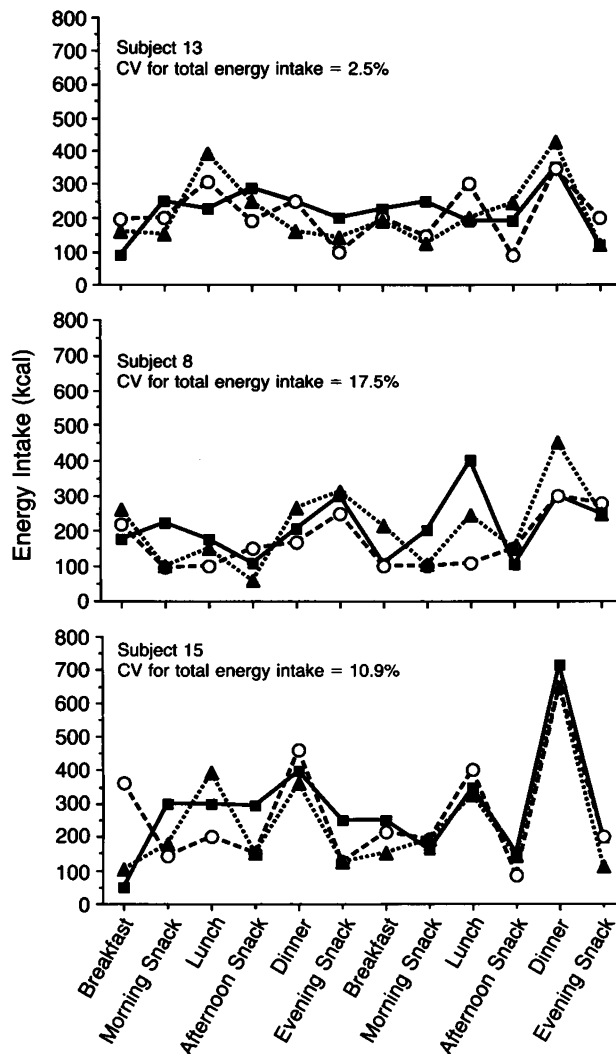 800
700
600
500
400
300
200
100
0
Subject 13
CV for total energy intake = 2.5%
800
700
600
500
400
300
200
100
0
Subject 8
CV for total energy intake = 17.5%
Energy Intake (kcal)
800
700
600
500
400
300
200
100
0
Subject 15
CV for total energy intake = 10.9%
Breakfast
Morning Snack
Lunch
Afternoon Snack
Dinner
Evening Snack
Breakfast
Morning Snack
Lunch
Afternoon Snack
Dinner
Evening Snack